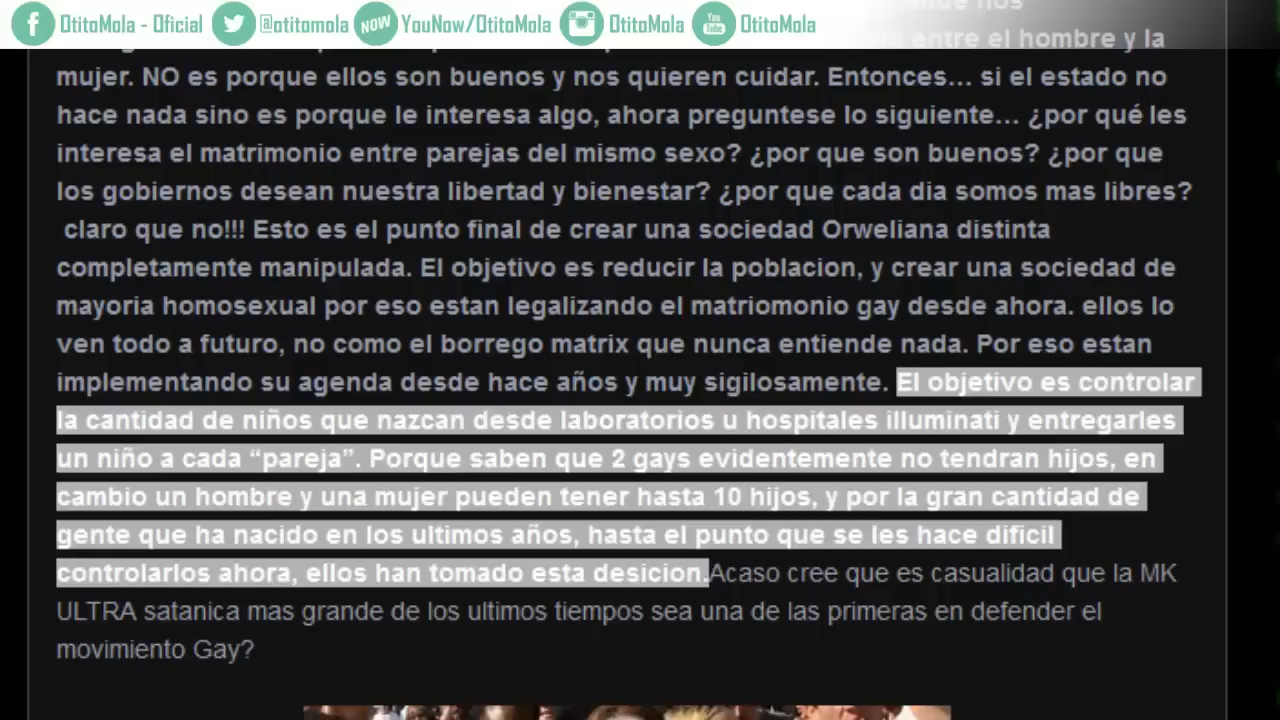 OtitoMola - Oficial @otitomola NOW YouNow/OtitoMola OtitoMola You Tube OtitoMola
nos
entre el hombre y la
mujer. NO es porque ellos son buenos y nos quieren cuidar. Entonces… si el estado no
hace nada sino es porque le interesa algo, ahora preguntese lo siguiente… ¿por qué les
interesa el matrimonio entre parejas del mismo sexo? ¿por que son buenos? ¿por que
los gobiernos desean nuestra libertad y bienestar? ¿por que cada dia somos mas libres?
claro que no!!! Esto es el punto final de crear una sociedad Orweliana distinta
completamente manipulada. El objetivo es reducir la poblacion, y crear una sociedad de
mayoria homosexual por eso estan legalizando el matriomonio gay desde ahora. ellos lo
ven todo a futuro, no como el borrego matrix que nunca entiende nada. Por eso estan
implementando su agenda desde hace años y muy sigilosamente. El objetivo es controlar
la cantidad de niños que nazcan desde laboratorios u hospitales illuminati y entregarles
un niño a cada “pareja”. Porque saben que 2 gays evidentemente no tendran hijos, en
cambio un hombre y una mujer pueden tener hasta 10 hijos, y por la gran cantidad de
gente que ha nacido en los ultimos años, hasta el punto que se les hace dificil
controlarlos ahora, ellos han tomado esta desicion.Acaso cree que es casualidad que la MK
ULTRA satanica mas grande de los ultimos tiempos sea una de las primeras en defender el
movimiento Gay?